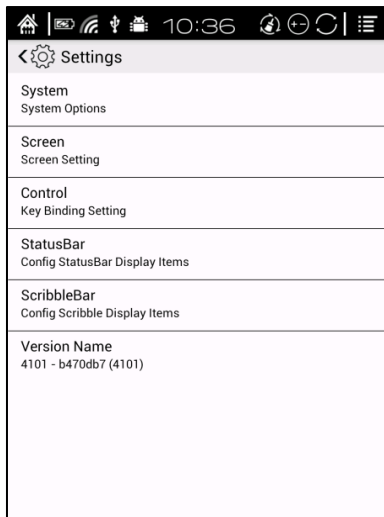 10:36
Settings
System
System Options
Screen
Screen Setting
Control
Key Binding Setting
StatusBar
Config StatusBar Display Items
ScribbleBar
Config Scribble Display Items
Version Name
4101 - b470db7 (4101)